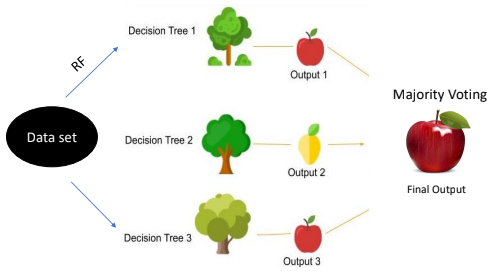 Decision Tree 1
RF
Output 1
Majority Voting
Data set
Decision Tree 2
Output 2
Final Output
Decision Tree 3
Output 3